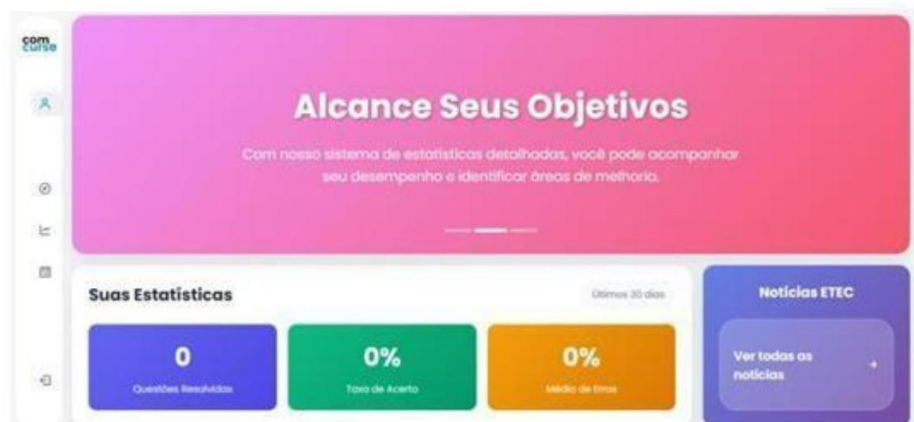 com
curso
Alcance Seus Objetivos
Com nosso sistema de estatísticas detalhadas, você pode acompanhar
seu desempenho e identificar áreas de melhoria.
Suas Estatísticas
Últimos 30 dias
Notícias ETEC
0
Questões Resolvidas
0%
Taxa de Acerto
0%
Média de Erros
Ver todas as
notícias